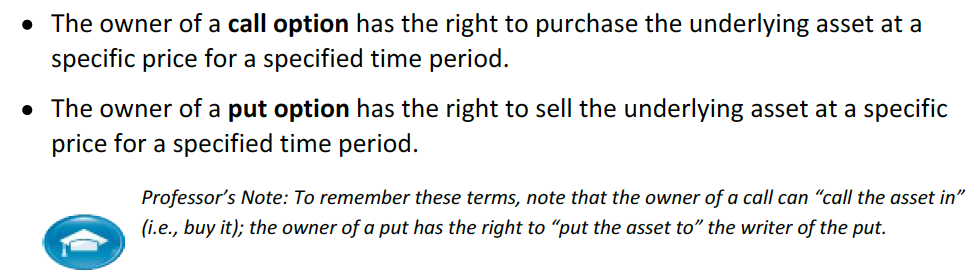 • The owner of a call option has the right to purchase the underlying asset at a
specific price for a specified time period.
• The owner of a put option has the right to sell the underlying asset at a specific
price for a specified time period.
Professor’s Note: To remember these terms, note that the owner of a call can “call the asset in”
(i.e., buy it); the owner of a put has the right to “put the asset to” the writer of the put.